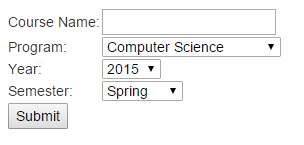 Course Name:
Program: Computer Science
Year: 2015
Semester: Spring
Submit